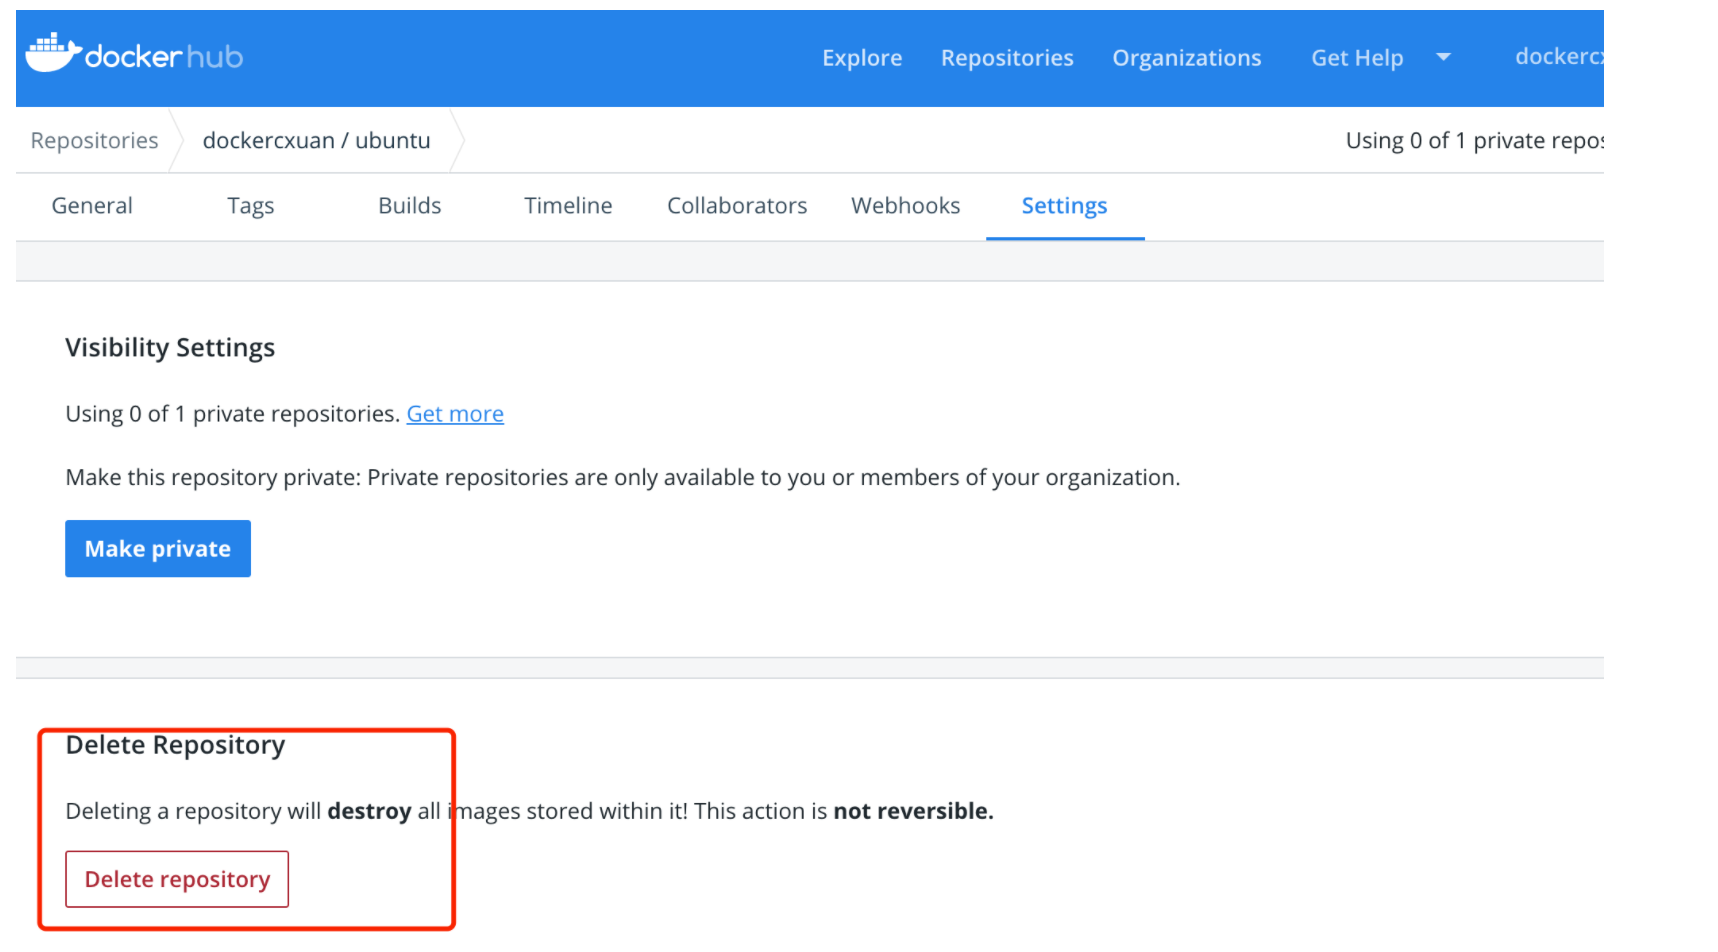 dockerhub
Explore Repositories Organizations Get Help dockerc
Repositories dockercxuan / ubuntu Using 0 of 1 private repos
General Tags Builds Timeline Collaborators Webhooks Settings
Visibility Settings
Using 0 of 1 private repositories. Get more
Make this repository private: Private repositories are only available to you or members of your organization.
Make private
Delete Repository
Deleting a repository will destroy all images stored within it! This action is not reversible.
Delete repository